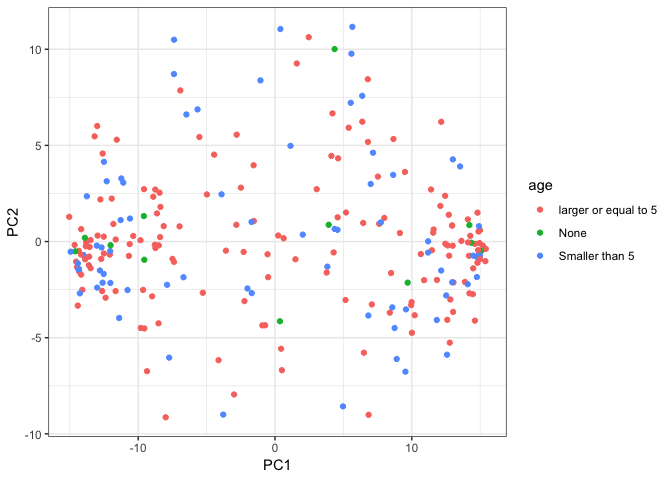 10
5
0
-5
-10
PC2
-10
0
10
PC1
age
larger or equal to 5
None
Smaller than 5